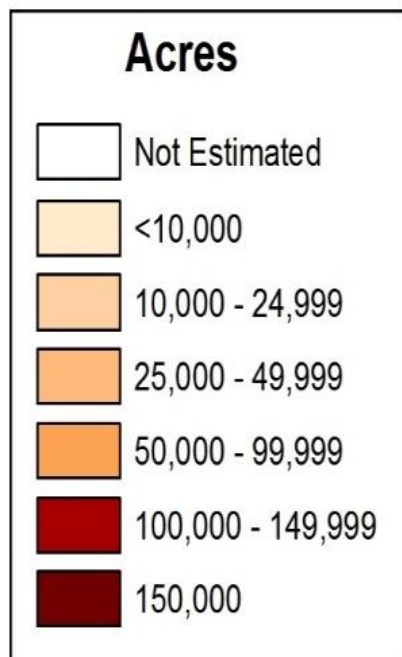 Acres
Not Estimated
<10,000
10,000 - 24,999
25,000 - 49,999
50,000 - 99,999
100,000 - 149,999
150,000